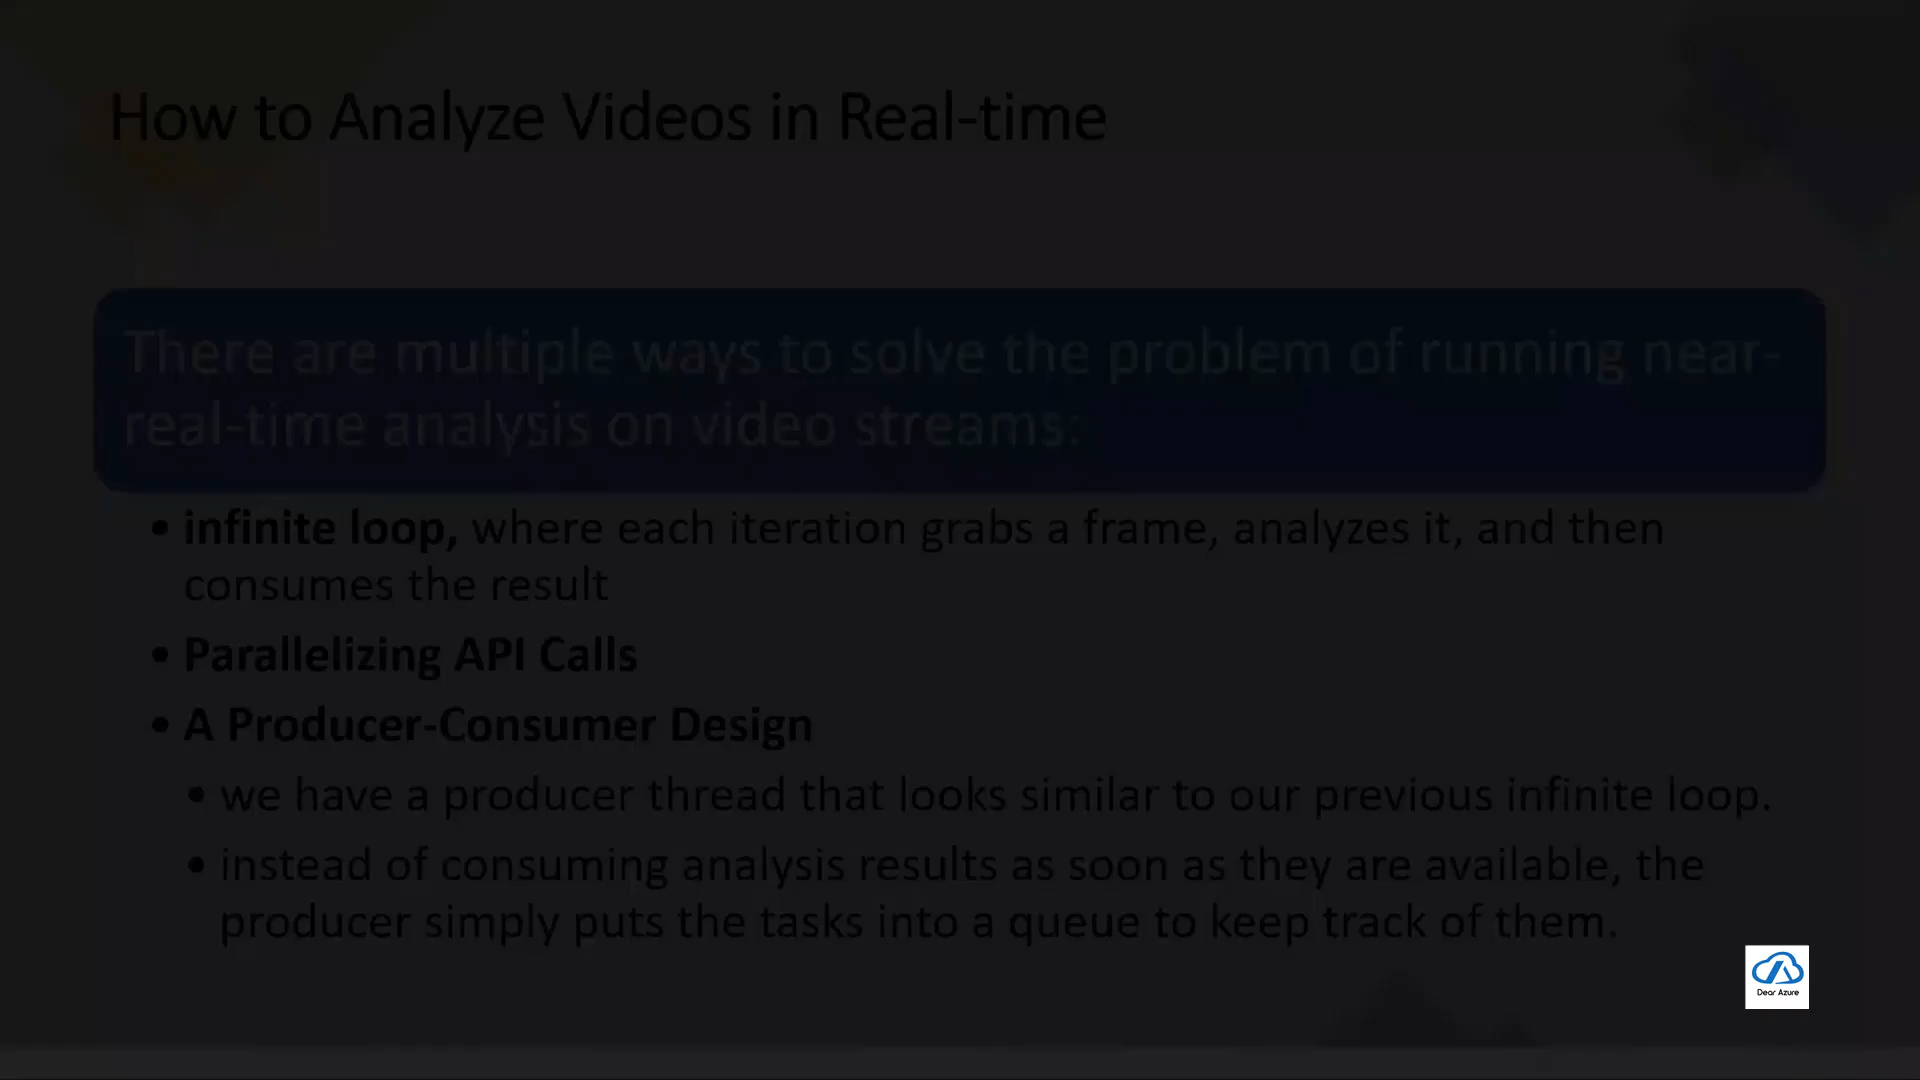 How to Analyze Videos in Real-time
There are multiple ways to solve the problem of running near-
real-time analysis on video streams:
• infinite loop, where each iteration grabs a frame, analyzes it, and then
consumes the result
• Parallelizing API Calls
• A Producer-Consumer Design
• we have a producer thread that looks similar to our previous infinite loop.
• instead of consuming analysis results as soon as they are available, the
producer simply puts the tasks into a queue to keep track of them.
Dear Azure